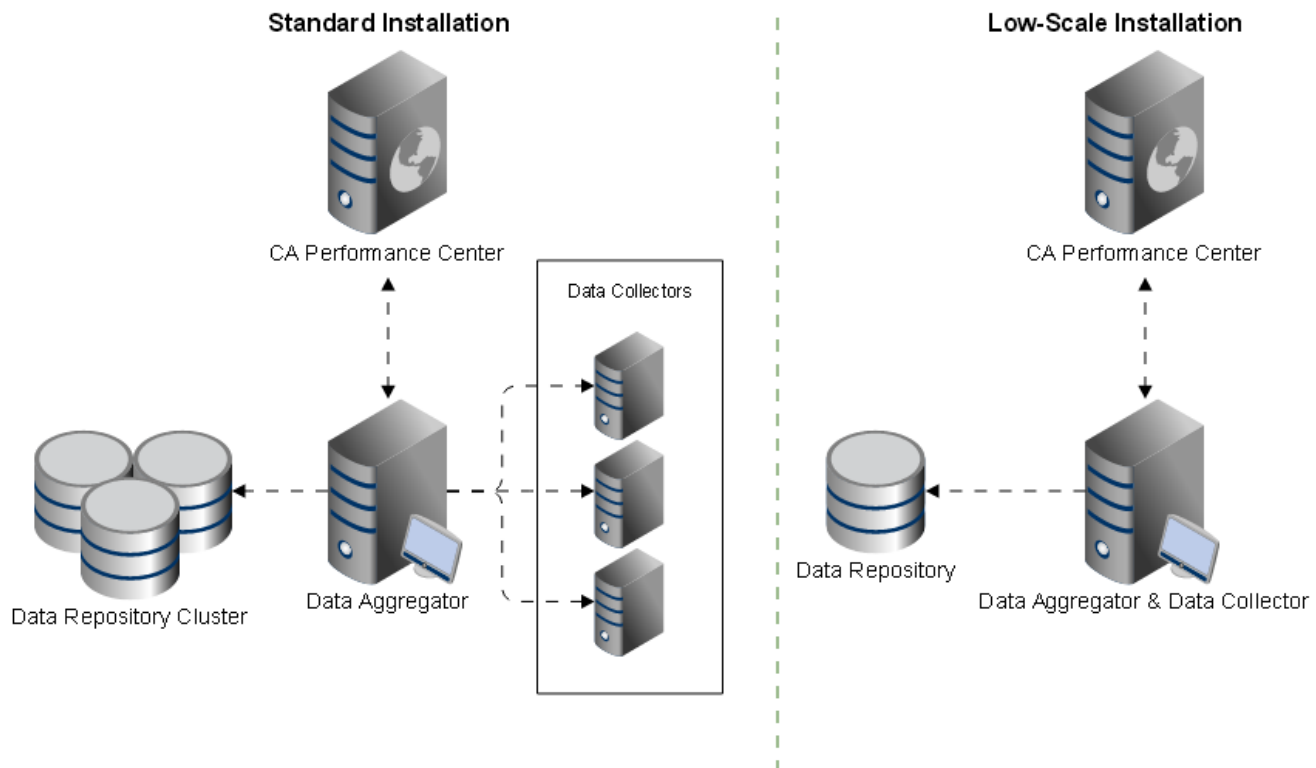 Standard Installation
Low-Scale Installation
CA Performance Center
CA Performance Center
Data Collectors
Data Repository Cluster
Data Aggregator
Data Repository
Data Aggregator & Data Collector